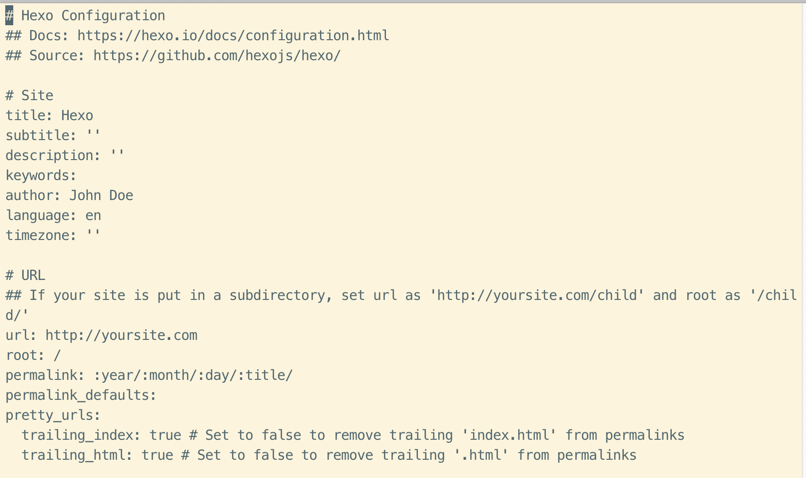 # Hexo Configuration
## Docs: https://hexo.io/docs/configuration.html
## Source: https://github.com/hexojs/hexo/

# Site
title: Hexo
subtitle: ''
description: ''
keywords:
author: John Doe
language: en
timezone: ''

# URL
## If your site is put in a subdirectory, set url as 'http://yoursite.com/child' and root as '/chil
d/'
url: http://yoursite.com
root: /
permalink: :year/:month/:day/:title/
permalink_defaults:
pretty_urls:
  trailing_index: true # Set to false to remove trailing 'index.html' from permalinks
  trailing_html: true # Set to false to remove trailing '.html' from permalinks